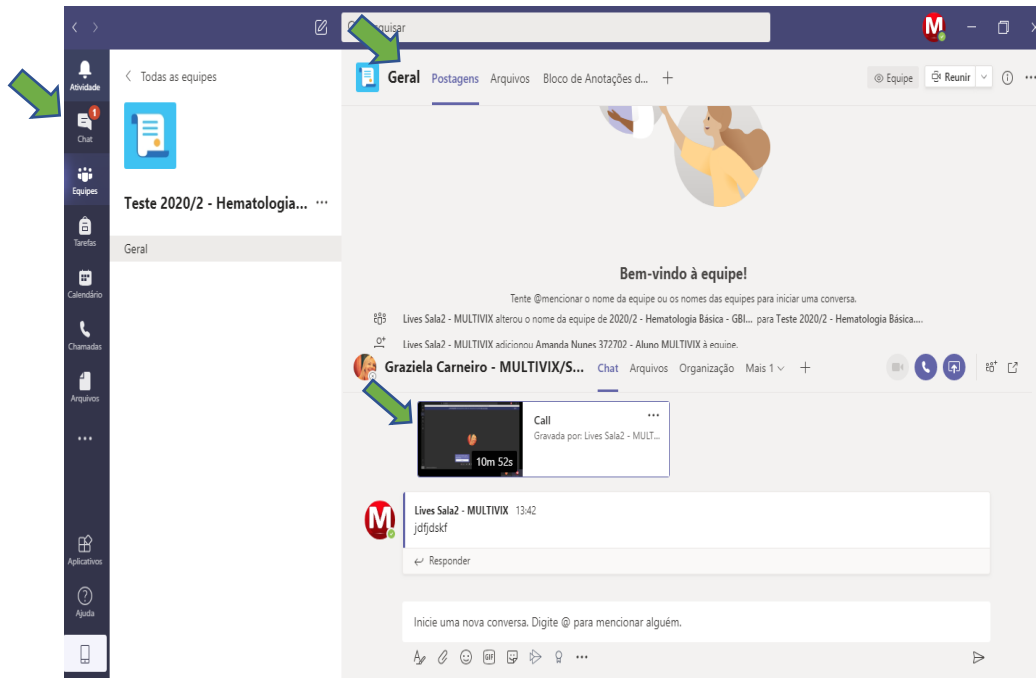 Pesquisar
Atividade
1
Chat
Equipes
Tarefas
Calendário
Chamadas
Arquivos
Aplicativos
Ajuda
Todas as equipes
Teste 2020/2 - Hematologia...
Geral
Geral Postagens Arquivos Bloco de Anotações d... +
Equipe Reunir
Bem-vindo à equipe!
Tente @mencionar o nome da equipe ou os nomes das equipes para iniciar uma conversa.
Lives Sala2 - MULTIVIX alterou o nome da equipe de 2020/2 - Hematologia Básica - GBI... para Teste 2020/2 - Hematologia Básica....
Lives Sala2 - MULTIVIX adicionou Amanda Nunes 372702 - Aluno MULTIVIX à equipe.
Graziela Carneiro - MULTIVIX/S... Chat Arquivos Organização Mais 1 +
Call
Gravada por: Lives Sala2 - MULT...
10m 52s
M
Lives Sala2 - MULTIVIX 13:42
jdfjdskf
Responder
Inicie uma nova conversa. Digite @ para mencionar alguém.
GIF